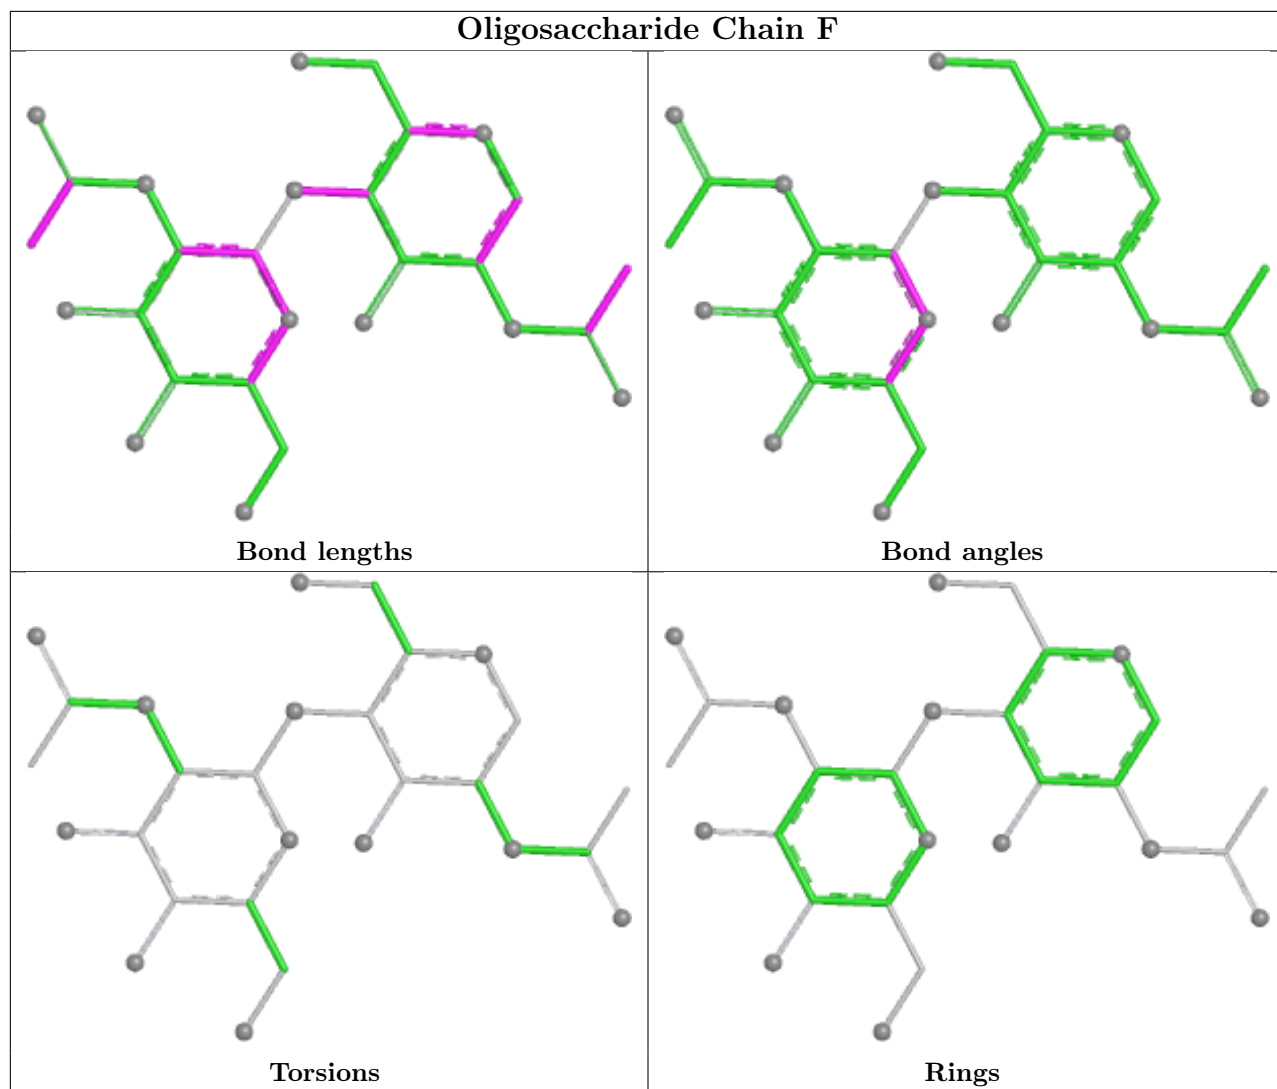 Oligosaccharide Chain F
Bond lengths
Bond angles
Torsions
Rings